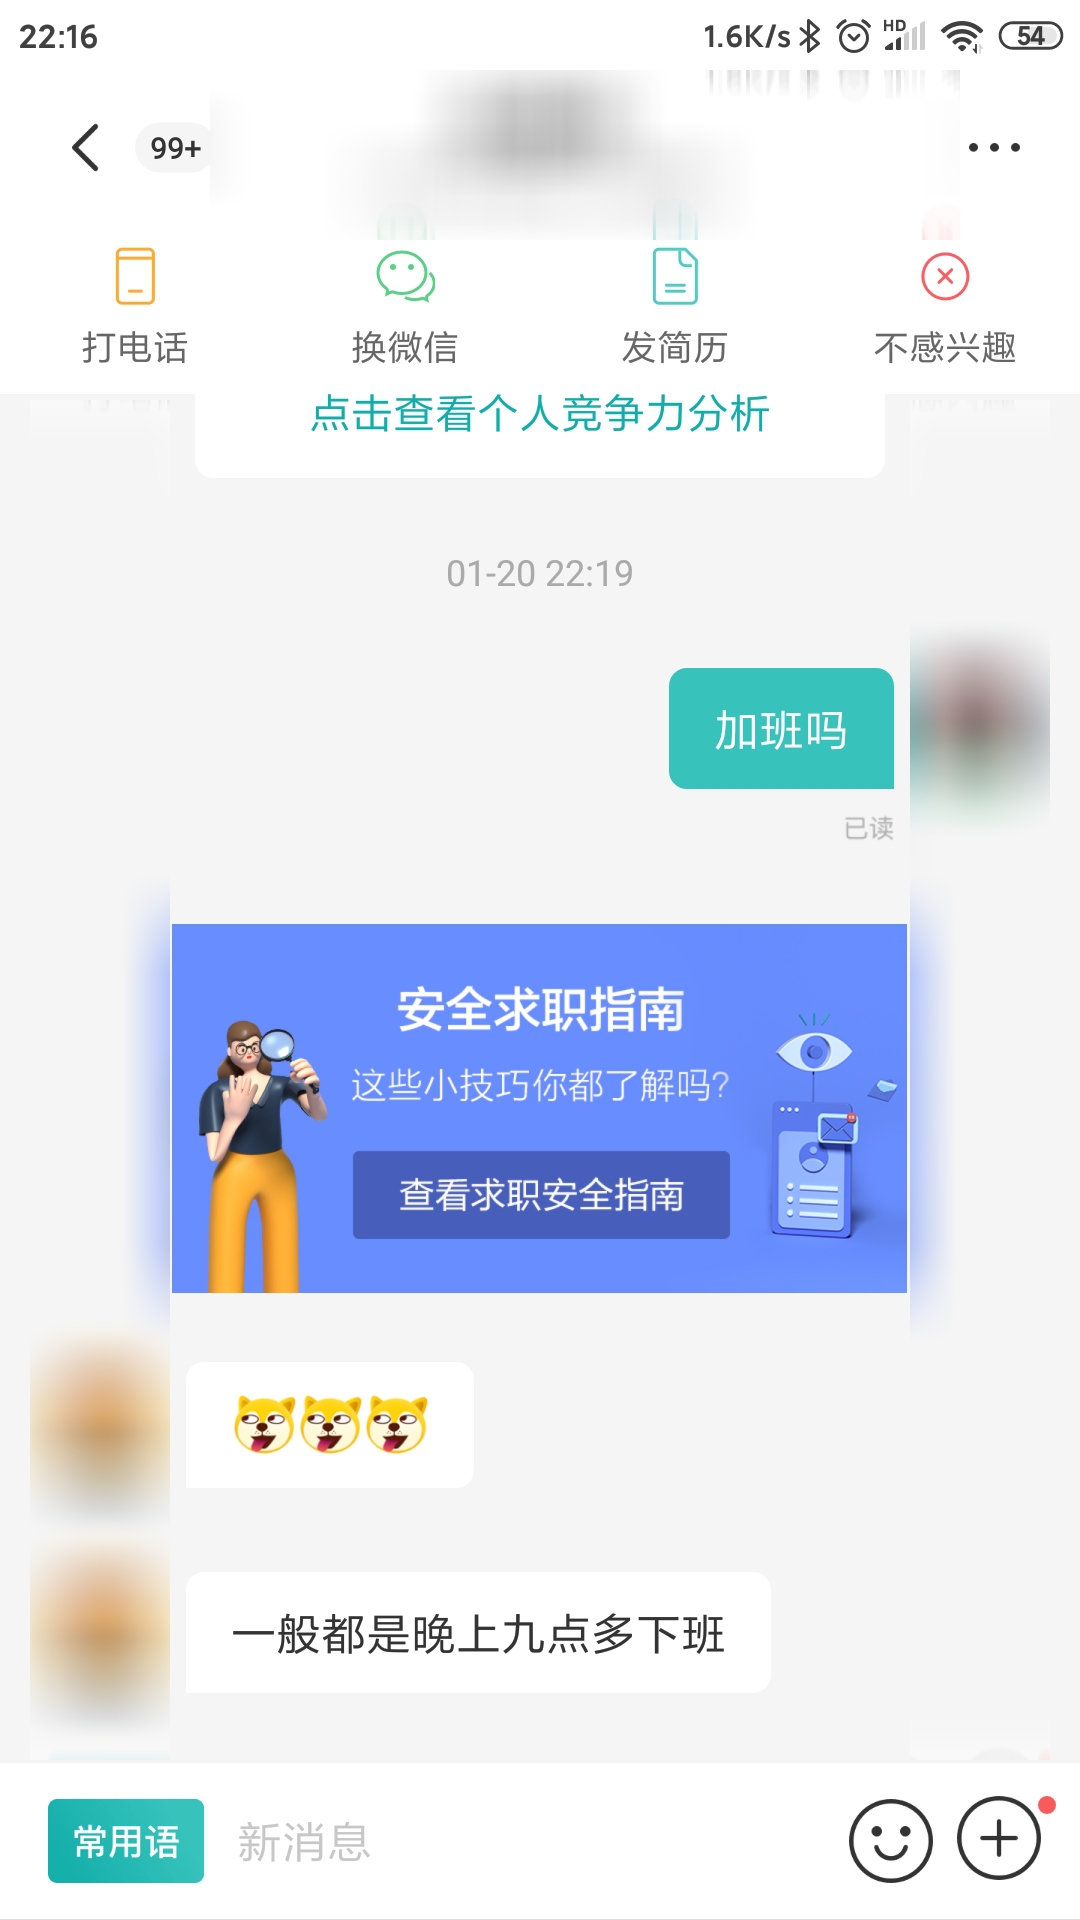 22:16
1.6K/s HD 54
99+
打电话
换微信
发简历
不感兴趣
点击查看个人竞争力分析
01-20 22:19
加班吗
已读
安全求职指南
这些小技巧你都了解吗?
查看求职安全指南
一般都是晚上九点多下班
常用语
新消息